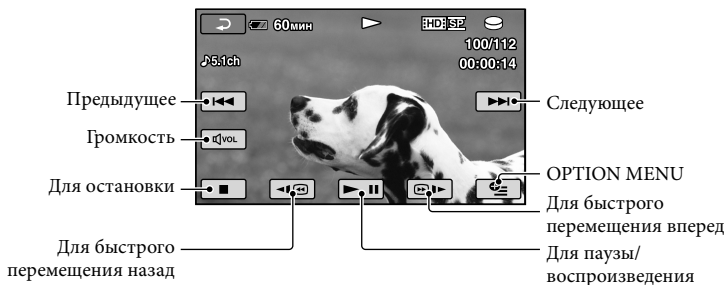 60мин HD SP
100/112
♪5.1ch 00:00:14
Предыдущее
Следующее
Громкость
VOL
Для остановки
OPTION MENU
Для быстрого
перемещения вперед
Для быстрого
перемещения назад
Для паузы/
воспроизведения